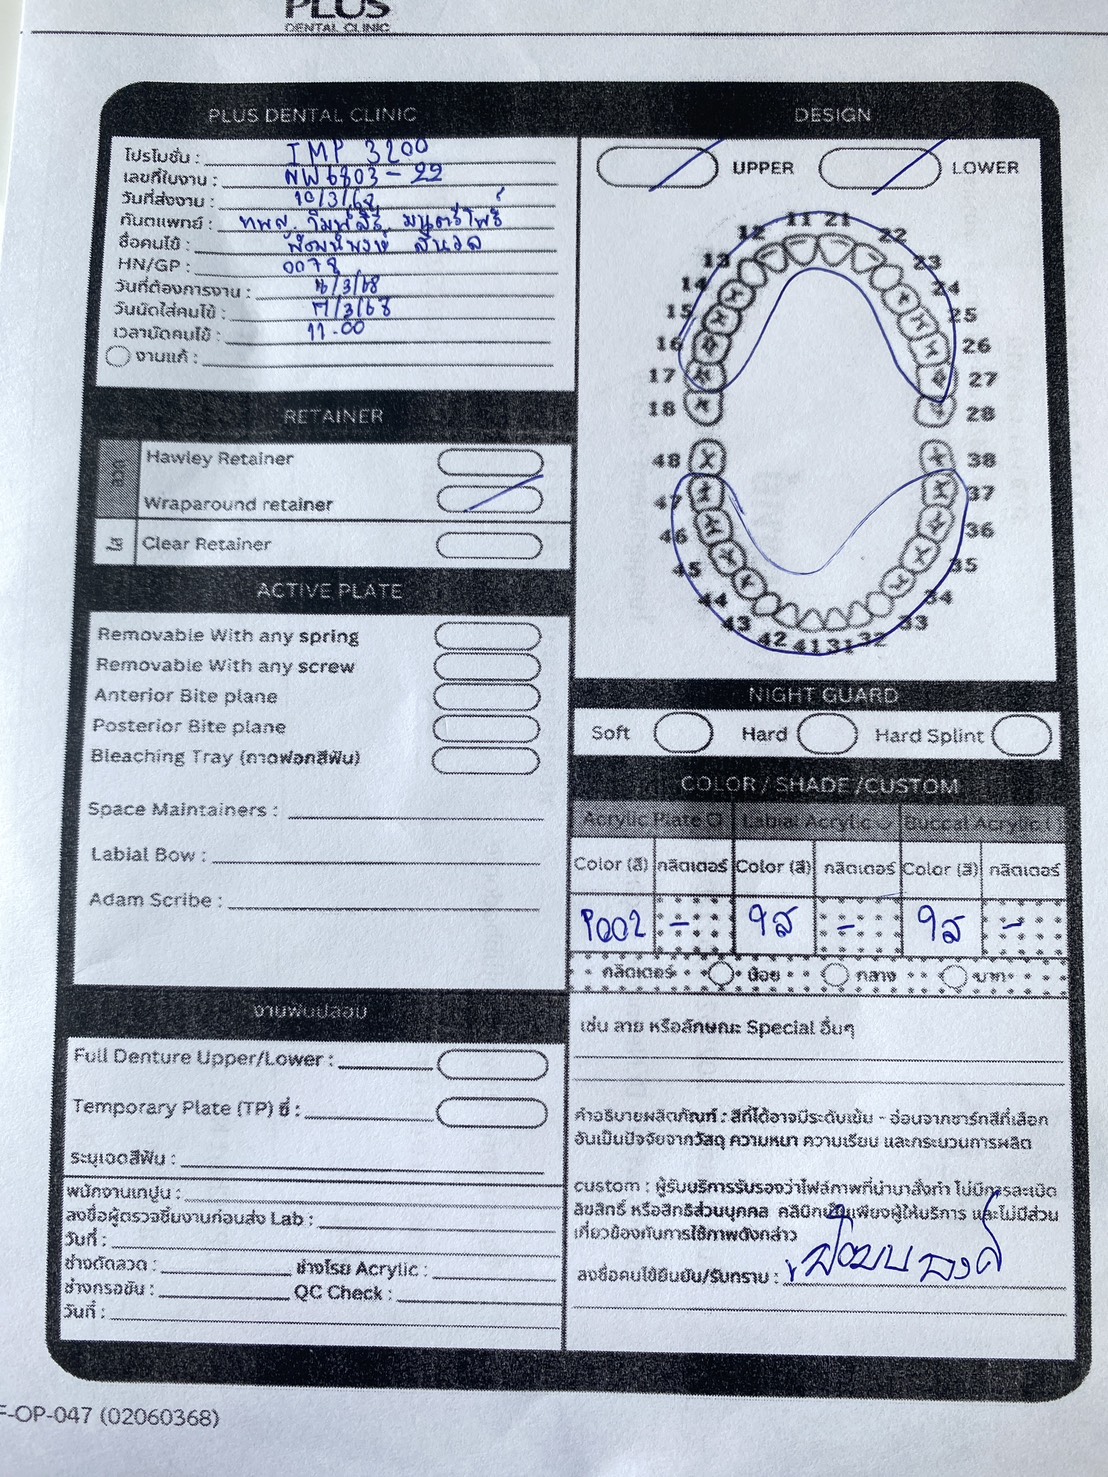 PLUS
DENTAL CLINIC
PLUS DENTAL CLINIC
โปรโมชั่น : IMP 3200
เลขที่ใบงาน : NW6803-22
วันที่ส่งงาน : 10/3/68
ทันตแพทย์ :
ชื่อคนไข้ :
HN/GP : 0078
วันที่ต้องการงาน : /3/68
วันนัดใส่คนไข้ : /3/68
เวลานัดคนไข้ : 11.00
งานแก้ :
RETAINER
ลวด
Hawley Retainer
Wraparound retainer
ใส
Clear Retainer
ACTIVE PLATE
Removable With any spring
Removable With any screw
Anterior Bite plane
Posterior Bite plane
Bleaching Tray (ถาดฟอกสีฟัน)
Space Maintainers :
Labial Bow :
Adam Scribe :
งานฟันปลอม
Full Denture Upper/Lower :
Temporary Plate (TP) ซี่ :
ระบุเฉดสีฟัน :
พนักงานเทปูน :
ลงชื่อผู้ตรวจชิ้นงานก่อนส่ง Lab :
วันที่ :
ช่างดัดลวด : ช่างโรย Acrylic :
ช่างกรอขัด : QC Check :
วันที่ :
DESIGN
UPPER LOWER
11 21
12 22
13 23
14 24
15 25
16 26
17 27
18 28
48 38
47 37
46 36
45 35
44 34
43 33
42 41 31 32
NIGHT GUARD
Soft Hard Hard Splint
COLOR / SHADE /CUSTOM
Acrylic Plate Labial Acrylic Buccal Acrylic
Color (สี) กลิตเตอร์ Color (สี) กลิตเตอร์ Color (สี) กลิตเตอร์
P002 - ใส - ใส -
กลิตเตอร์ น้อย กลาง มาก
เช่น ลาย หรือลักษณะ Special อื่นๆ
คำอธิบายผลิตภัณฑ์ : สีที่ได้อาจมีระดับเข้ม - อ่อนจากชาร์ทสีที่เลือก
อันเป็นปัจจัยจากวัสดุ ความหนา ความเรียบ และกระบวนการผลิต
custom : ผู้รับบริการรับรองว่าไฟล์ภาพที่นำมาสั่งทำ ไม่มีการละเมิด
ลิขสิทธิ์ หรือสิทธิส่วนบุคคล คลินิกเป็นเพียงผู้ให้บริการ และไม่มีส่วน
เกี่ยวข้องกับการใช้ภาพดังกล่าว
ลงชื่อคนไข้ยืนยัน/รับทราบ :
F-OP-047 (02060368)